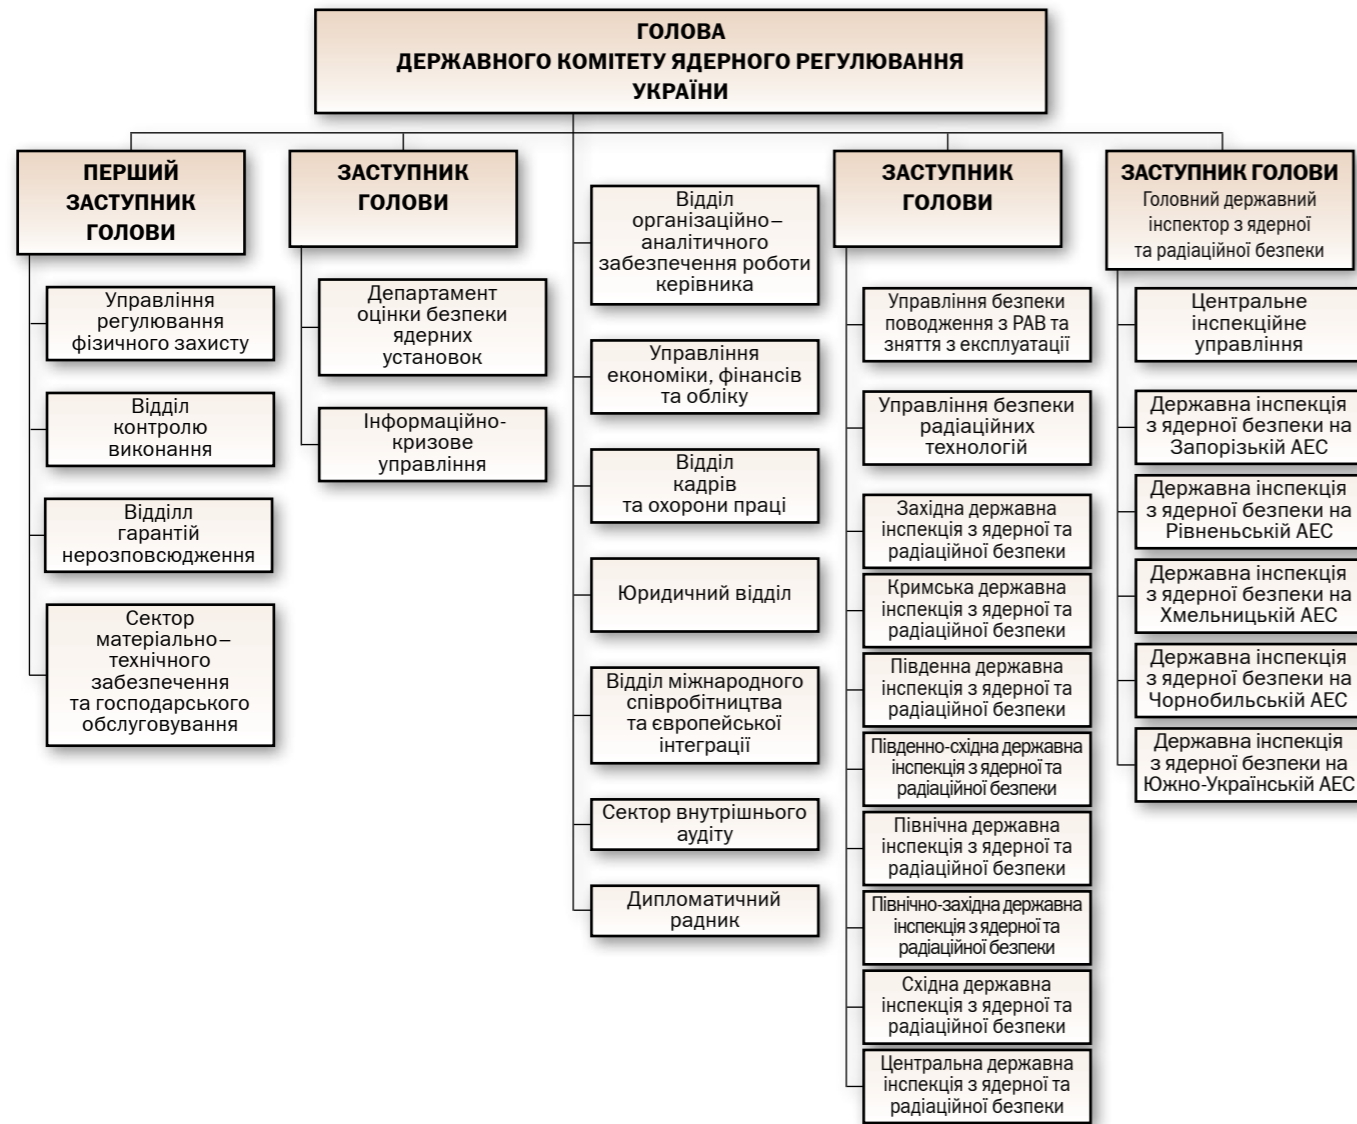 ГОЛОВА
ДЕРЖАВНОГО КОМІТЕТУ ЯДЕРНОГО РЕГУЛЮВАННЯ
УКРАЇНИ
ПЕРШИЙ
ЗАСТУПНИК
ГОЛОВИ
Управління
регулювання
фізичного захисту
Відділ
контролю
виконання
Відділл
гарантій
нерозповсюдження
Сектор
матеріально–
технічного
забезпечення
та господарського
обслуговування
ЗАСТУПНИК
ГОЛОВИ
Департамент
оцінки безпеки
ядерних
установок
Інформаційно-
кризове
управління
Відділ
організаційно–
аналітичного
забезпечення роботи
керівника
Управління
економіки, фінансів
та обліку
Відділ
кадрів
та охорони праці
Юридичний відділ
Відділ міжнародного
співробітництва
та європейської
інтеграції
Сектор внутрішнього
аудіту
Дипломатичний
радник
ЗАСТУПНИК
ГОЛОВИ
Управління безпеки
поводження з РАВ та
зняття з експлуатації
Управління безпеки
радіаційних
технологій
Західна державна
інспекція з ядерної та
радіаційної безпеки
Кримська державна
інспекція з ядерної та
радіаційної безпеки
Південна державна
інспекція з ядерної та
радіаційної безпеки
Південно-східна державна
інспекція з ядерної та
радіаційної безпеки
Північна державна
інспекція з ядерної та
радіаційної безпеки
Північно-західна державна
інспекція з ядерної та
радіаційної безпеки
Східна державна
інспекція з ядерної та
радіаційної безпеки
Центральна державна
інспекція з ядерної та
радіаційної безпеки
ЗАСТУПНИК ГОЛОВИ
Головний державний
інспектор з ядерної
та радіаційної безпеки
Центральне
інспекційне
управління
Державна інспекція
з ядерної безпеки на
Запорізькій АЕС
Державна інспекція
з ядерної безпеки на
Рівненьській АЕС
Державна інспекція
з ядерної безпеки на
Хмельницькій АЕС
Державна інспекція
з ядерної безпеки на
Чорнобильській АЕС
Державна інспекція
з ядерної безпеки на
Южно-Українській АЕС